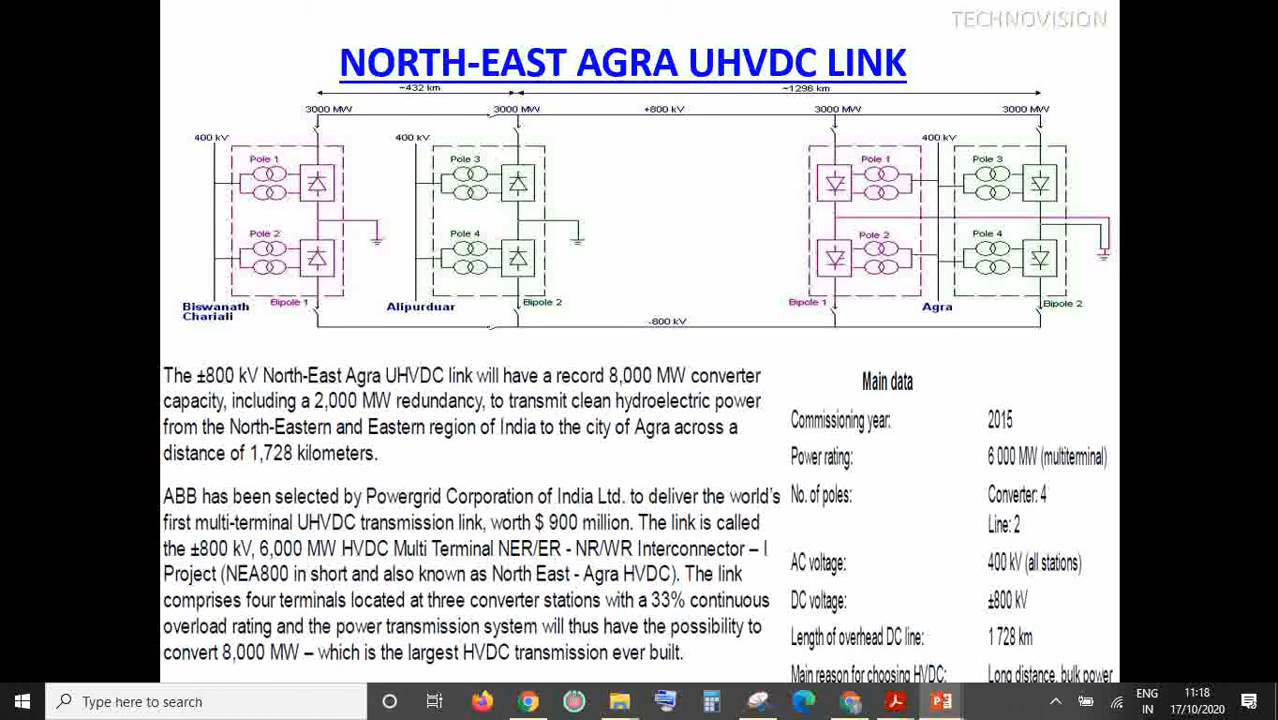 TECHNOVISION
NORTH-EAST AGRA UHVDC LINK
~432 km
~1298 km
3000 MW
3000 MW
+800 kV
3000 MW
3000 MW
400 kV
400 kV
400 kV
Pole 1
Pole 3
Pole 1
Pole 3
Pole 2
Pole 4
Pole 2
Pole 4
Biswanath
Chariali
Bipole 1
Alipurduar
Bipole 2
Bipole 1
Agra
Bipole 2
-800 kV
The ±800 kV North-East Agra UHVDC link will have a record 8,000 MW converter
capacity, including a 2,000 MW redundancy, to transmit clean hydroelectric power
from the North-Eastern and Eastern region of India to the city of Agra across a
distance of 1,728 kilometers.
ABB has been selected by Powergrid Corporation of India Ltd. to deliver the world's
first multi-terminal UHVDC transmission link, worth $ 900 million. The link is called
the ±800 kV, 6,000 MW HVDC Multi Terminal NER/ER - NR/WR Interconnector – I
Project (NEA800 in short and also known as North East - Agra HVDC). The link
comprises four terminals located at three converter stations with a 33% continuous
overload rating and the power transmission system will thus have the possibility to
convert 8,000 MW – which is the largest HVDC transmission ever built.
Main data
Commissioning year: 2015
Power rating: 6 000 MW (multiterminal)
No. of poles: Converter: 4
Line: 2
AC voltage: 400 kV (all stations)
DC voltage: ±800 kV
Length of overhead DC line: 1 728 km
Main reason for choosing HVDC: Long distance, bulk power
Type here to search
ENG
IN
11:18
17/10/2020